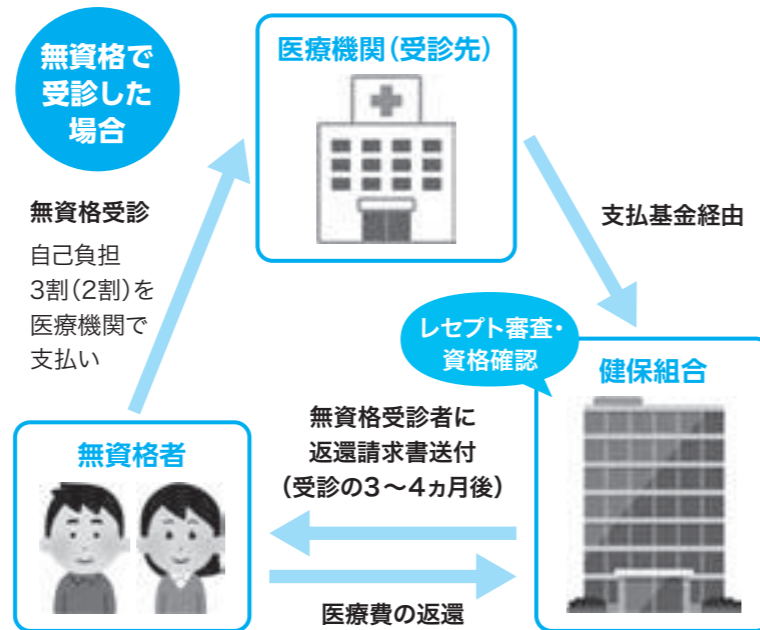 無資格で
受診した
場合
医療機関（受診先）
無資格受診
自己負担
3割（2割）を
医療機関で
支払い
支払基金経由
レセプト審査・
資格確認
健保組合
無資格者
無資格受診者に
返還請求書送付
（受診の3～4ヵ月後）
医療費の返還